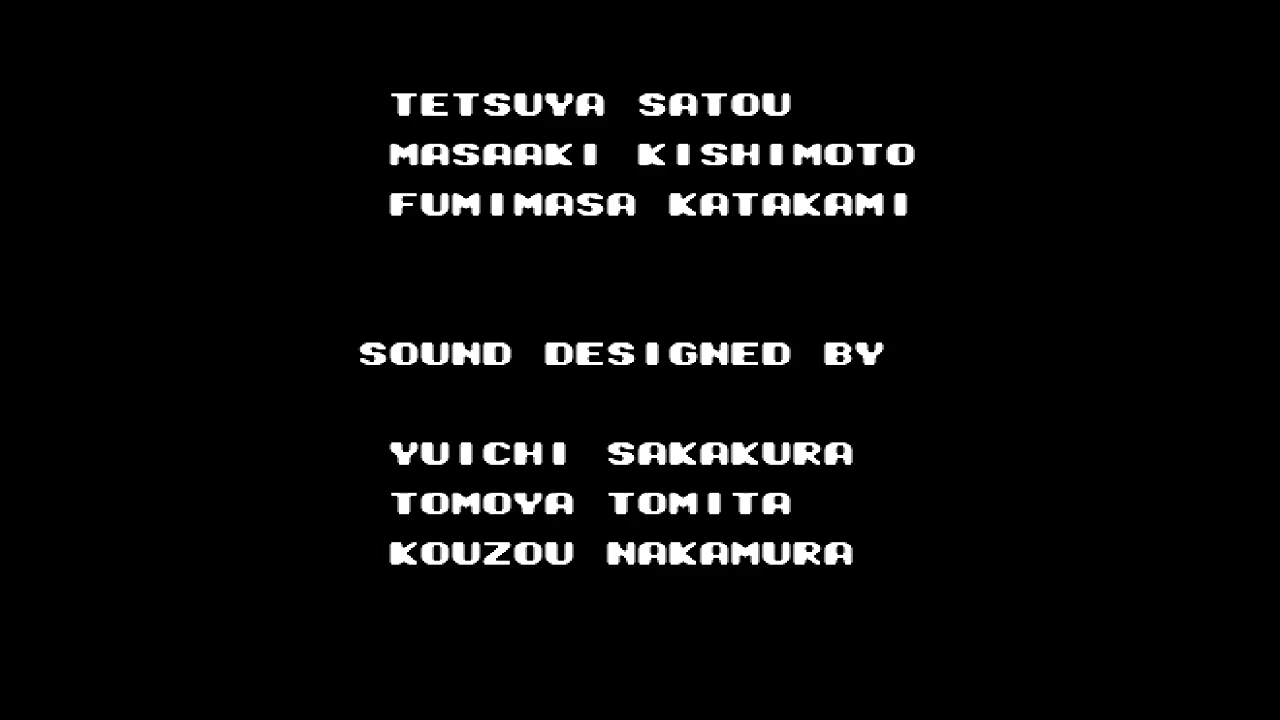 TETSUYA SATOU
MASAAKI KISHIMOTO
FUMIMASA KATAKAMI
SOUND DESIGNED BY
YUICHI SAKAKURA
TOMOYA TOMITA
KOUZOU NAKAMURA